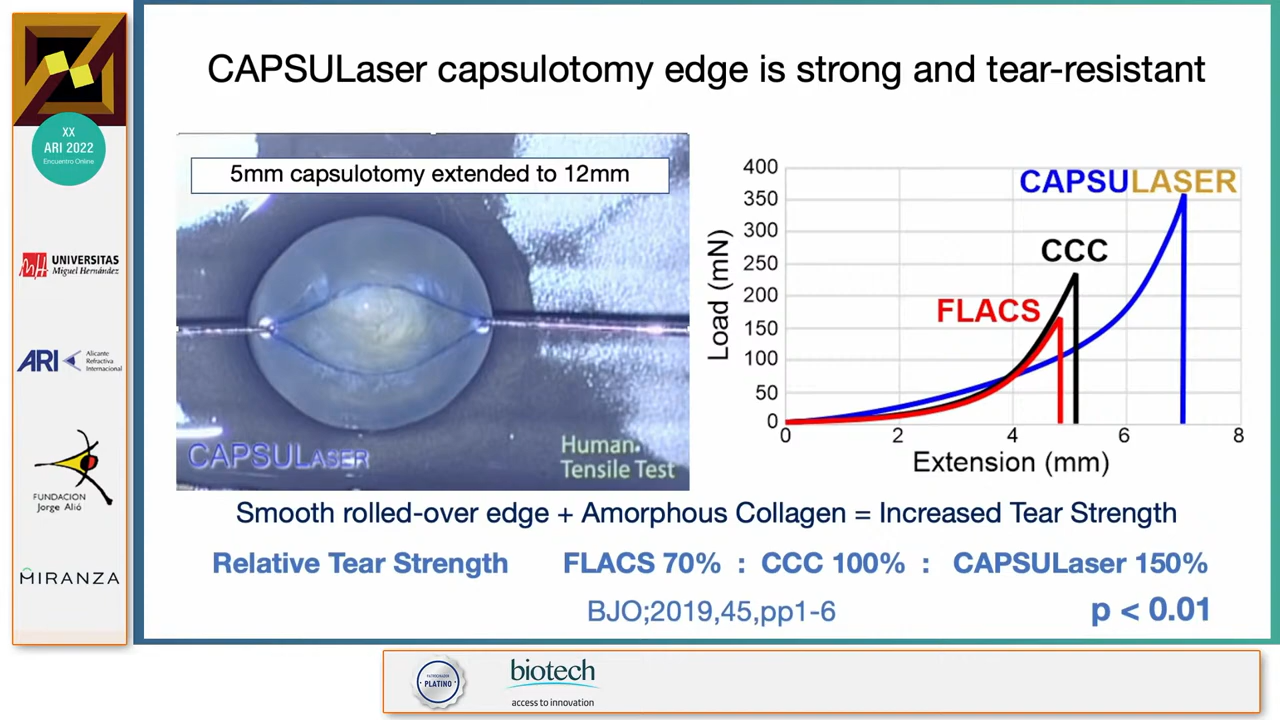 CAPSULaser capsulotomy edge is strong and tear-resistant
XX
ARI 2022
Encuentro Online
UNIVERSITAS
Miguel Hernández
ARI
Alicante
Refractiva
Internacional
FUNDACION
Jorge Alió
MIRANZA
5mm capsulotomy extended to 12mm
CAPSULASER
Human
Tensile Test
400
350
300
250
200
150
100
50
0
Load (mN)
CAPSULASER
CCC
FLACS
0 2 4 6 8
Extension (mm)
Smooth rolled-over edge + Amorphous Collagen = Increased Tear Strength
Relative Tear Strength FLACS 70% : CCC 100% : CAPSULaser 150%
BJO;2019,45,pp1-6 p < 0.01
PLATINO
biotech
access to innovation